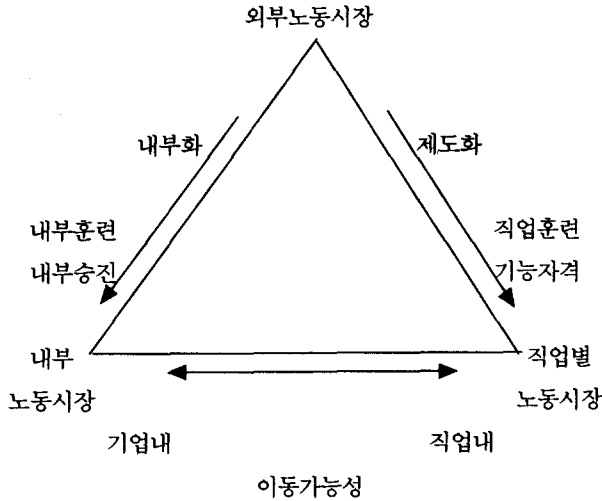 외부노동시장
내부화 제도화
내부훈련 직업훈련
내부승진 기능자격
내부 직업별
노동시장 노동시장
기업내 직업내
이동가능성